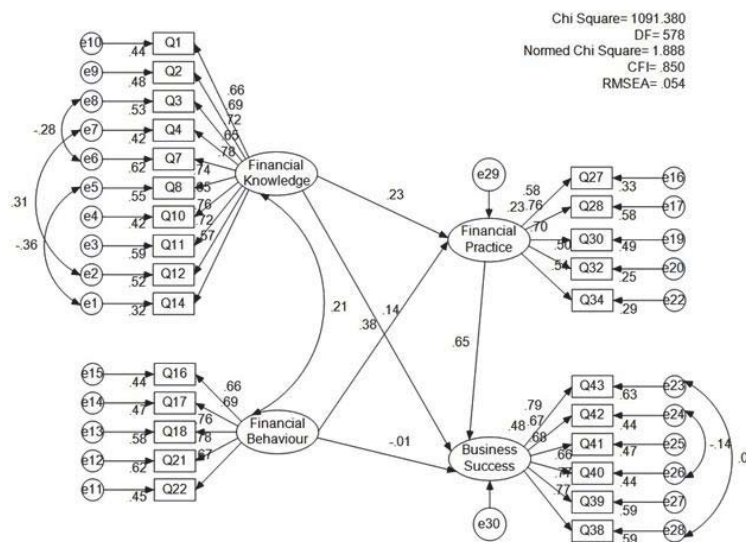 Chi Square= 1091.380
DF= 578
Normed Chi Square= 1.888
CFI= .850
RMSEA= .054
e10 .44 Q1
e9 .48 Q2
e8 .53 Q3
e7 .42 Q4
e6 .62 Q7
e5 .55 Q8
e4 .42 Q10
e3 .59 Q11
e2 .52 Q12
e1 .32 Q14
-.28
.31
-.36
.66
.69
.72
.65
.78
.74
.65
.76
.72
.57
Financial
Knowledge
.23
.38
.14
.21
e29
.23
Financial
Practice
.58
.76
.70
.50
.54
Q27 .33 e16
Q28 .58 e17
Q30 .49 e19
Q32 .25 e20
Q34 .29 e22
.65
e15 .44 Q16
e14 .47 Q17
e13 .58 Q18
e12 .62 Q21
e11 .45 Q22
.66
.69
.76
.78
.67
Financial
Behaviour
-.01
.48
Business
Success
e30
.79
.67
.68
.66
.77
.77
Q43 .63 e23
Q42 .44 e24
Q41 .47 e25
Q40 .44 e26
Q39 .59 e27
Q38 .59 e28
-.14